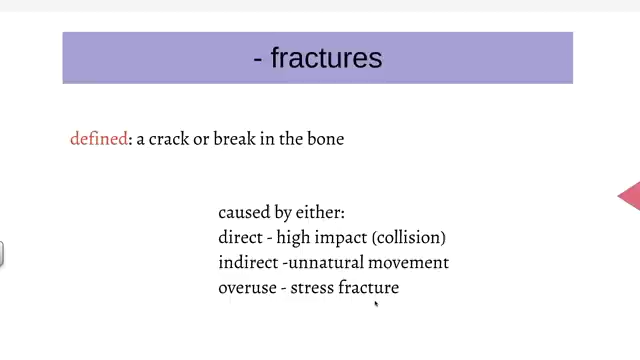 - fractures
defined: a crack or break in the bone
caused by either:
direct - high impact (collision)
indirect -unnatural movement
overuse - stress fracture